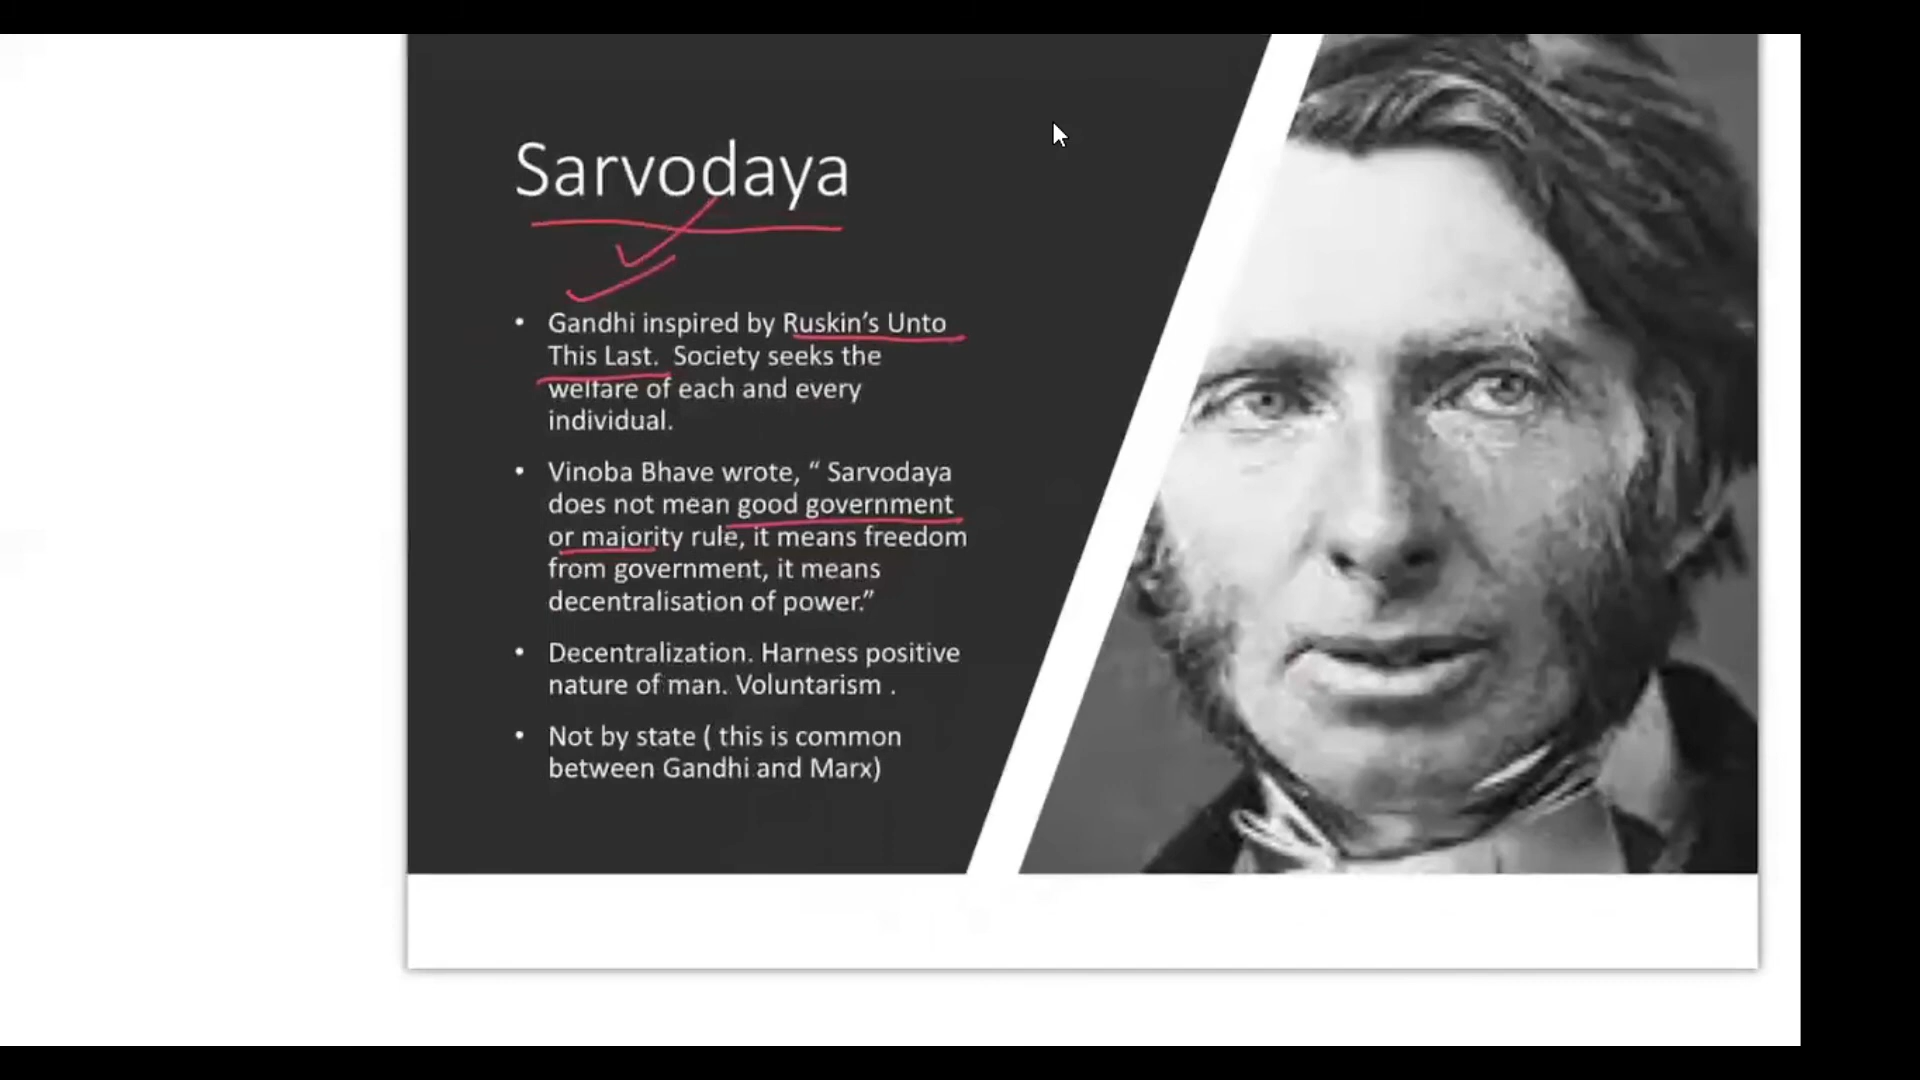 Sarvodaya
• Gandhi inspired by Ruskin's Unto
This Last. Society seeks the
welfare of each and every
individual.
• Vinoba Bhave wrote, “ Sarvodaya
does not mean good government
or majority rule, it means freedom
from government, it means
decentralisation of power.”
• Decentralization. Harness positive
nature of man. Voluntarism .
• Not by state ( this is common
between Gandhi and Marx)